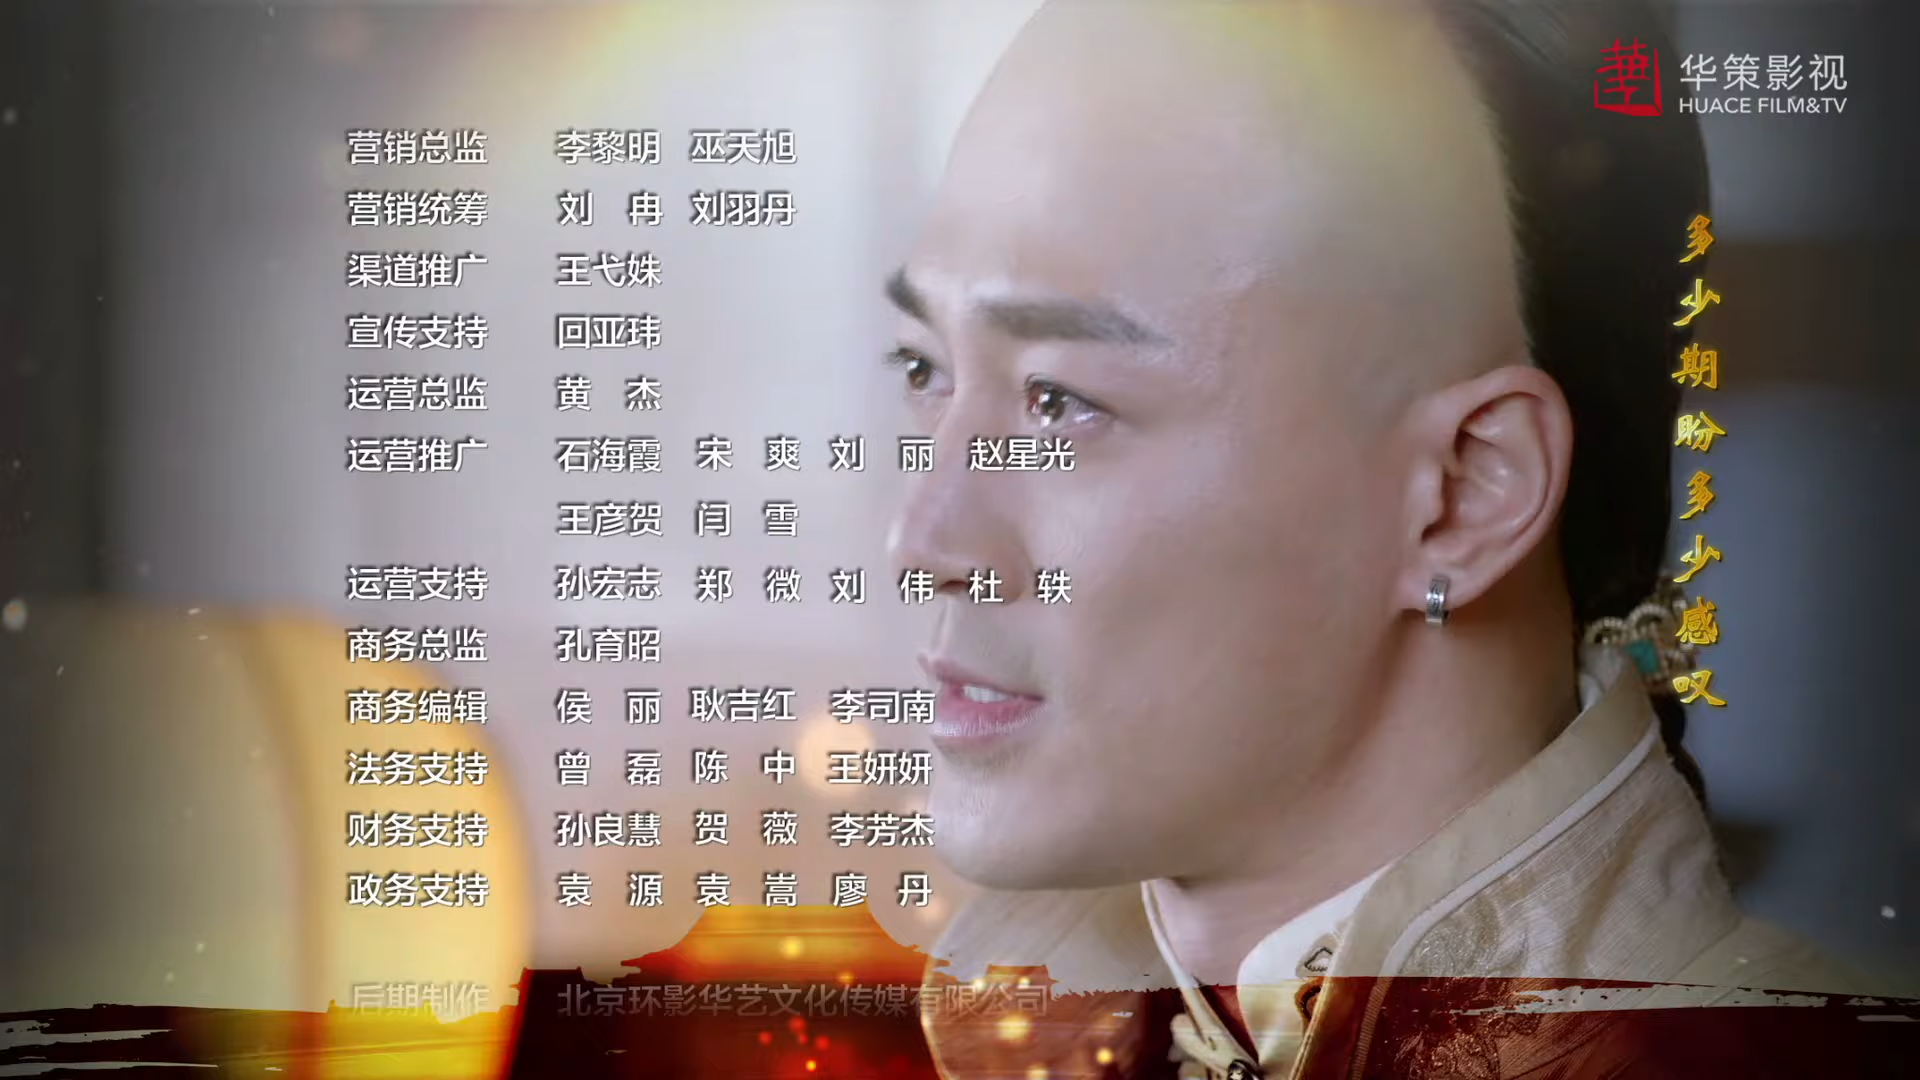 华策影视
HUACE FILM&TV
营销总监 李黎明 巫天旭
营销统筹 刘冉 刘羽丹
渠道推广 王弋姝
宣传支持 回亚玮
运营总监 黄杰
运营推广 石海霞 宋爽 刘丽 赵星光
王彦贺 闫雪
运营支持 孙宏志 郑微 刘伟 杜轶
商务总监 孔育昭
商务编辑 侯丽 耿吉红 李司南
法务支持 曾磊 陈中 王妍妍
财务支持 孙良慧 贺薇 李芳杰
政务支持 袁源 袁嵩 廖丹
后期制作 北京环影华艺文化传媒有限公司
多少期盼多少感叹